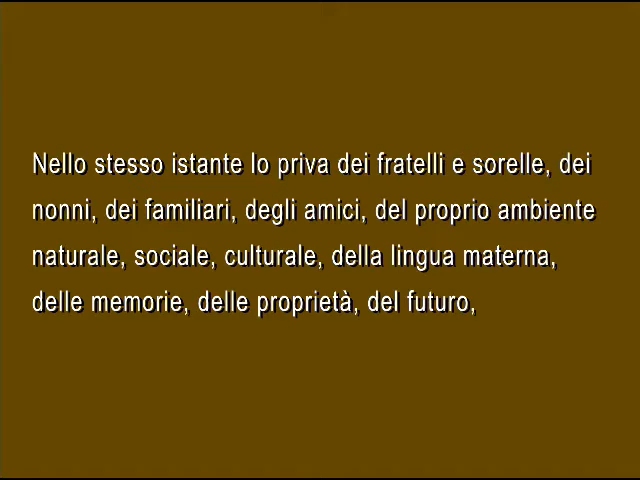 Nello stesso istante lo priva dei fratelli e sorelle, dei
nonni, dei familiari, degli amici, del proprio ambiente
naturale, sociale, culturale, della lingua materna,
delle memorie, delle proprietà, del futuro,